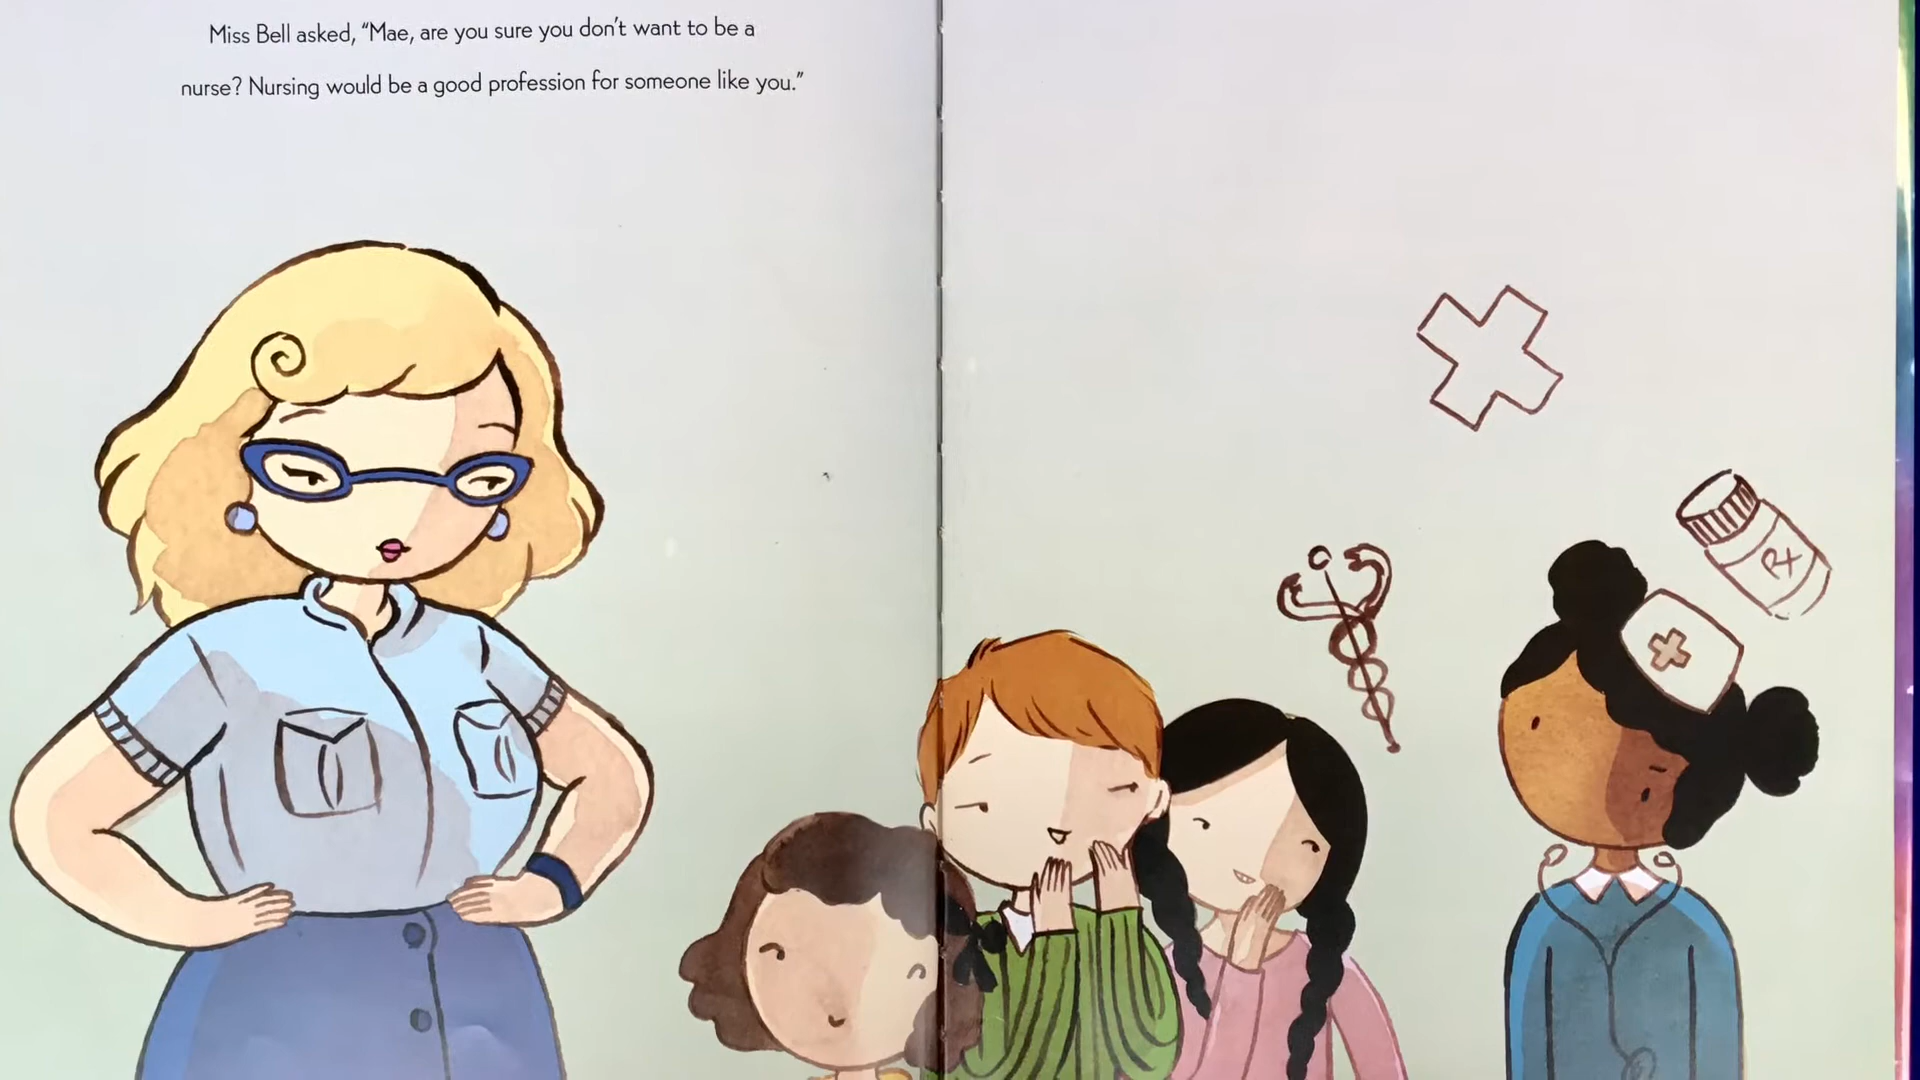 Miss Bell asked, “Mae, are you sure you don’t want to be a
nurse? Nursing would be a good profession for someone like you.”
Rx